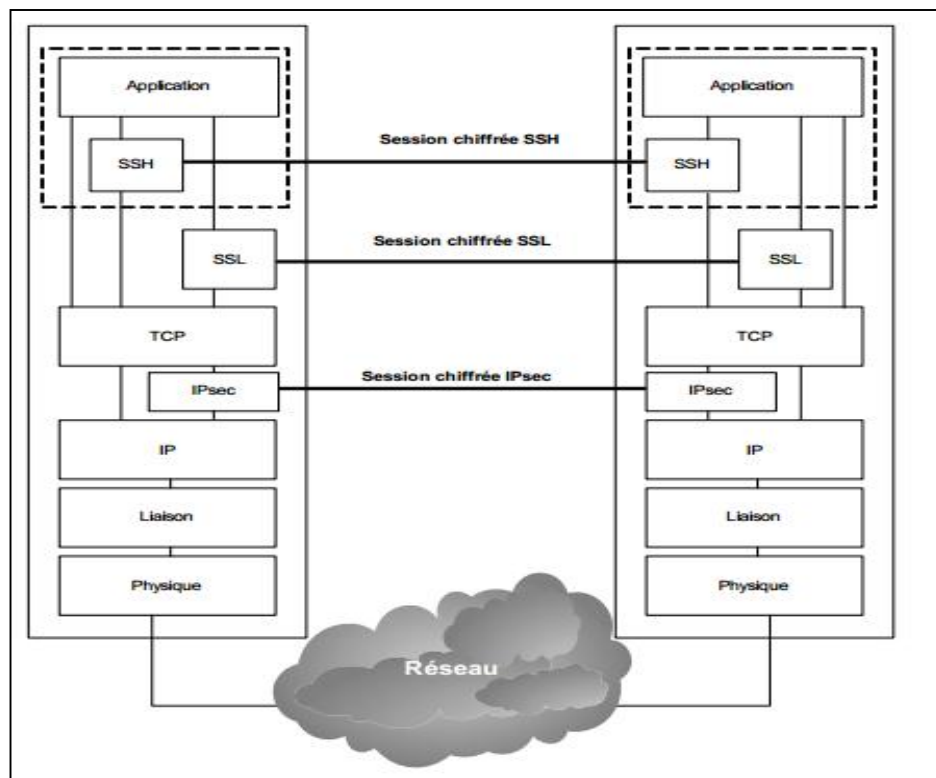 Application
Application
Session chiffrée SSH
SSH
SSH
Session chiffrée SSL
SSL
SSL
TCP
TCP
Session chiffrée IPsec
IPsec
IPsec
IP
IP
Liaison
Liaison
Physique
Physique
Réseau